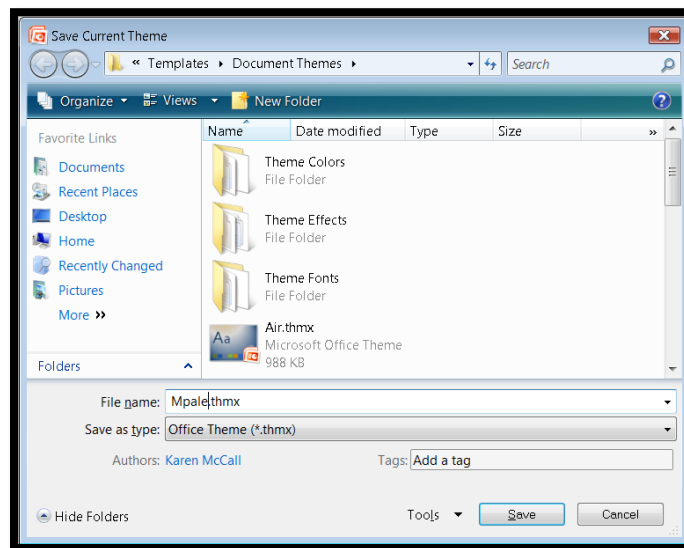 Save Current Theme
« Templates ▸ Document Themes ▸ Search
Organize Views New Folder
Favorite Links
Documents
Recent Places
Desktop
Home
Recently Changed
Pictures
More »
Folders
Name Date modified Type Size »
Theme Colors
File Folder
Theme Effects
File Folder
Theme Fonts
File Folder
Aa
Air.thmx
Microsoft Office Theme
988 KB
File name: Mpale.thmx
Save as type: Office Theme (*.thmx)
Authors: Karen McCall Tags: Add a tag
Hide Folders Tools Save Cancel